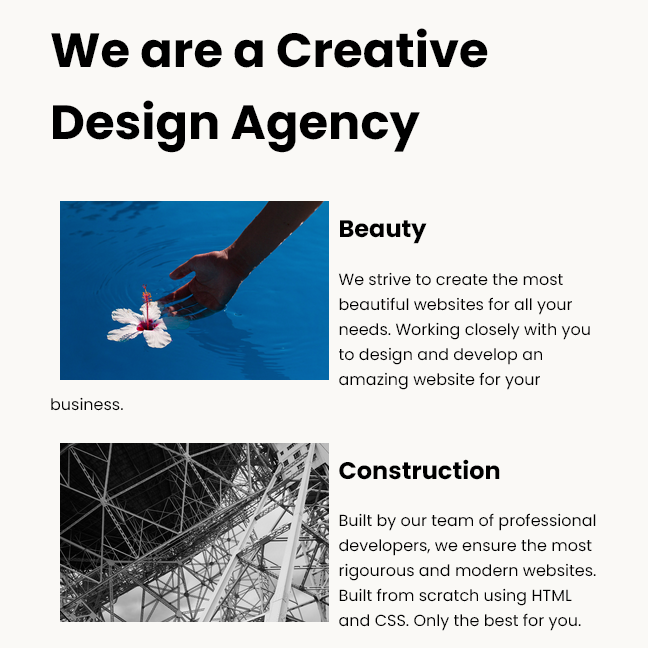 We are a Creative
Design Agency
Beauty
We strive to create the most
beautiful websites for all your
needs. Working closely with you
to design and develop an
amazing website for your
business.
Construction
Built by our team of professional
developers, we ensure the most
rigourous and modern websites.
Built from scratch using HTML
and CSS. Only the best for you.